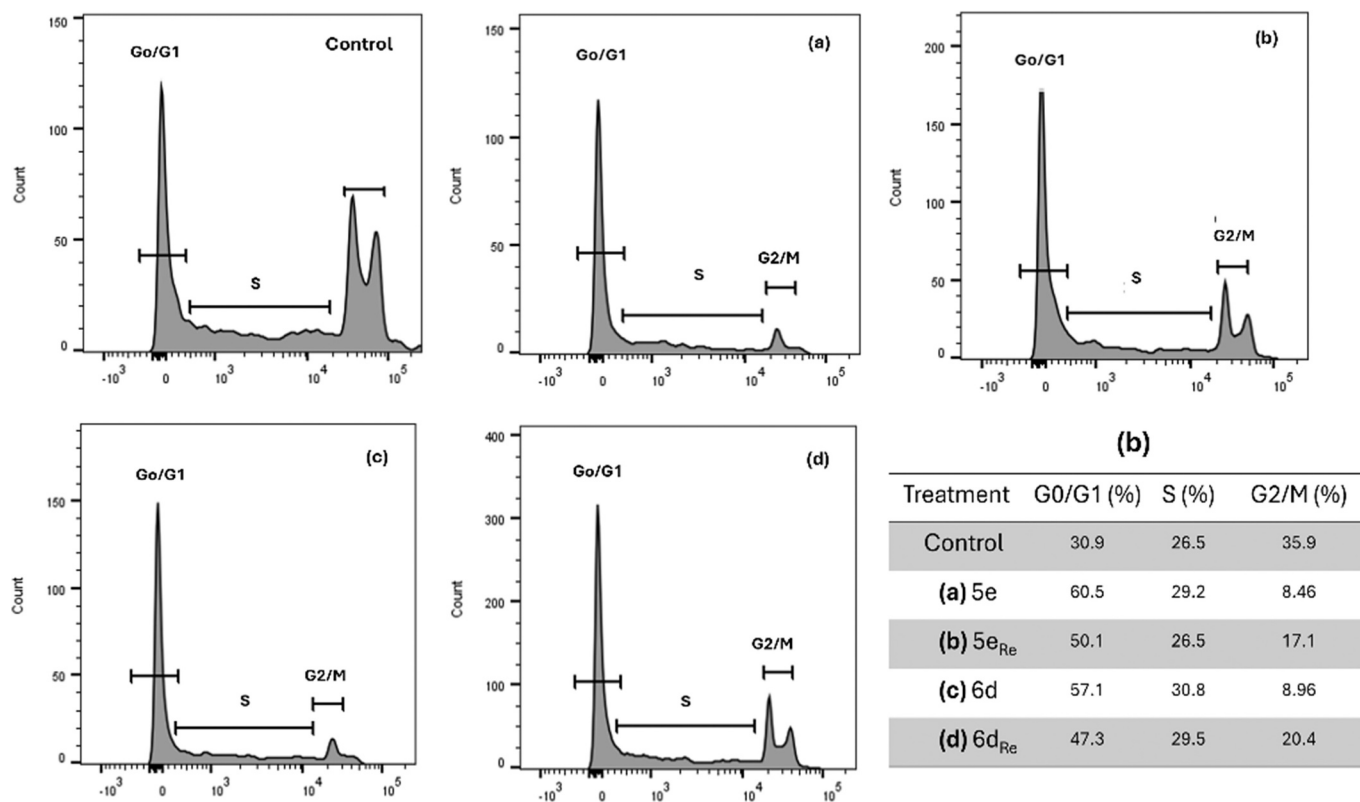 150
100
50
0
Count
Go/G1
Control
S
-10³ 0 10³ 10⁴ 10⁵
150
100
50
0
Count
Go/G1
(a)
S
G2/M
-10³ 0 10³ 10⁴ 10⁵
200
150
100
50
0
Count
Go/G1
(b)
S
G2/M
-10³ 0 10³ 10⁴ 10⁵
150
100
50
0
Count
Go/G1
(c)
S
G2/M
-10³ 0 10³ 10⁴ 10⁵
400
300
200
100
0
Count
Go/G1
(d)
S
G2/M
-10³ 0 10³ 10⁴ 10⁵
(b)
Treatment G0/G1 (%) S (%) G2/M (%)
Control 30.9 26.5 35.9
(a) 5e 60.5 29.2 8.46
(b) 5eRe 50.1 26.5 17.1
(c) 6d 57.1 30.8 8.96
(d) 6dRe 47.3 29.5 20.4